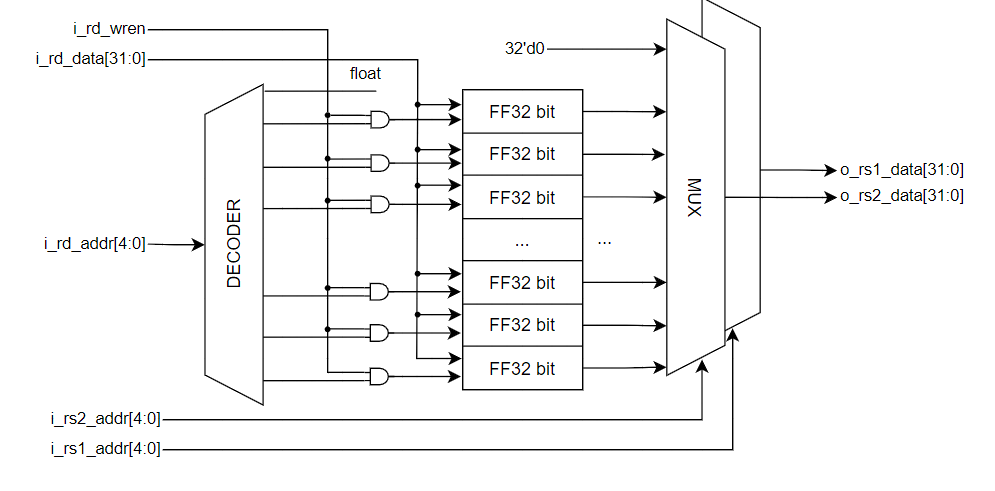 i_rd_wren
i_rd_data[31:0]
32'd0
float
FF32 bit
FF32 bit
o_rs1_data[31:0]
FF32 bit
MUX
o_rs2_data[31:0]
i_rd_addr[4:0]
DECODER
...
...
FF32 bit
FF32 bit
FF32 bit
i_rs2_addr[4:0]
i_rs1_addr[4:0]